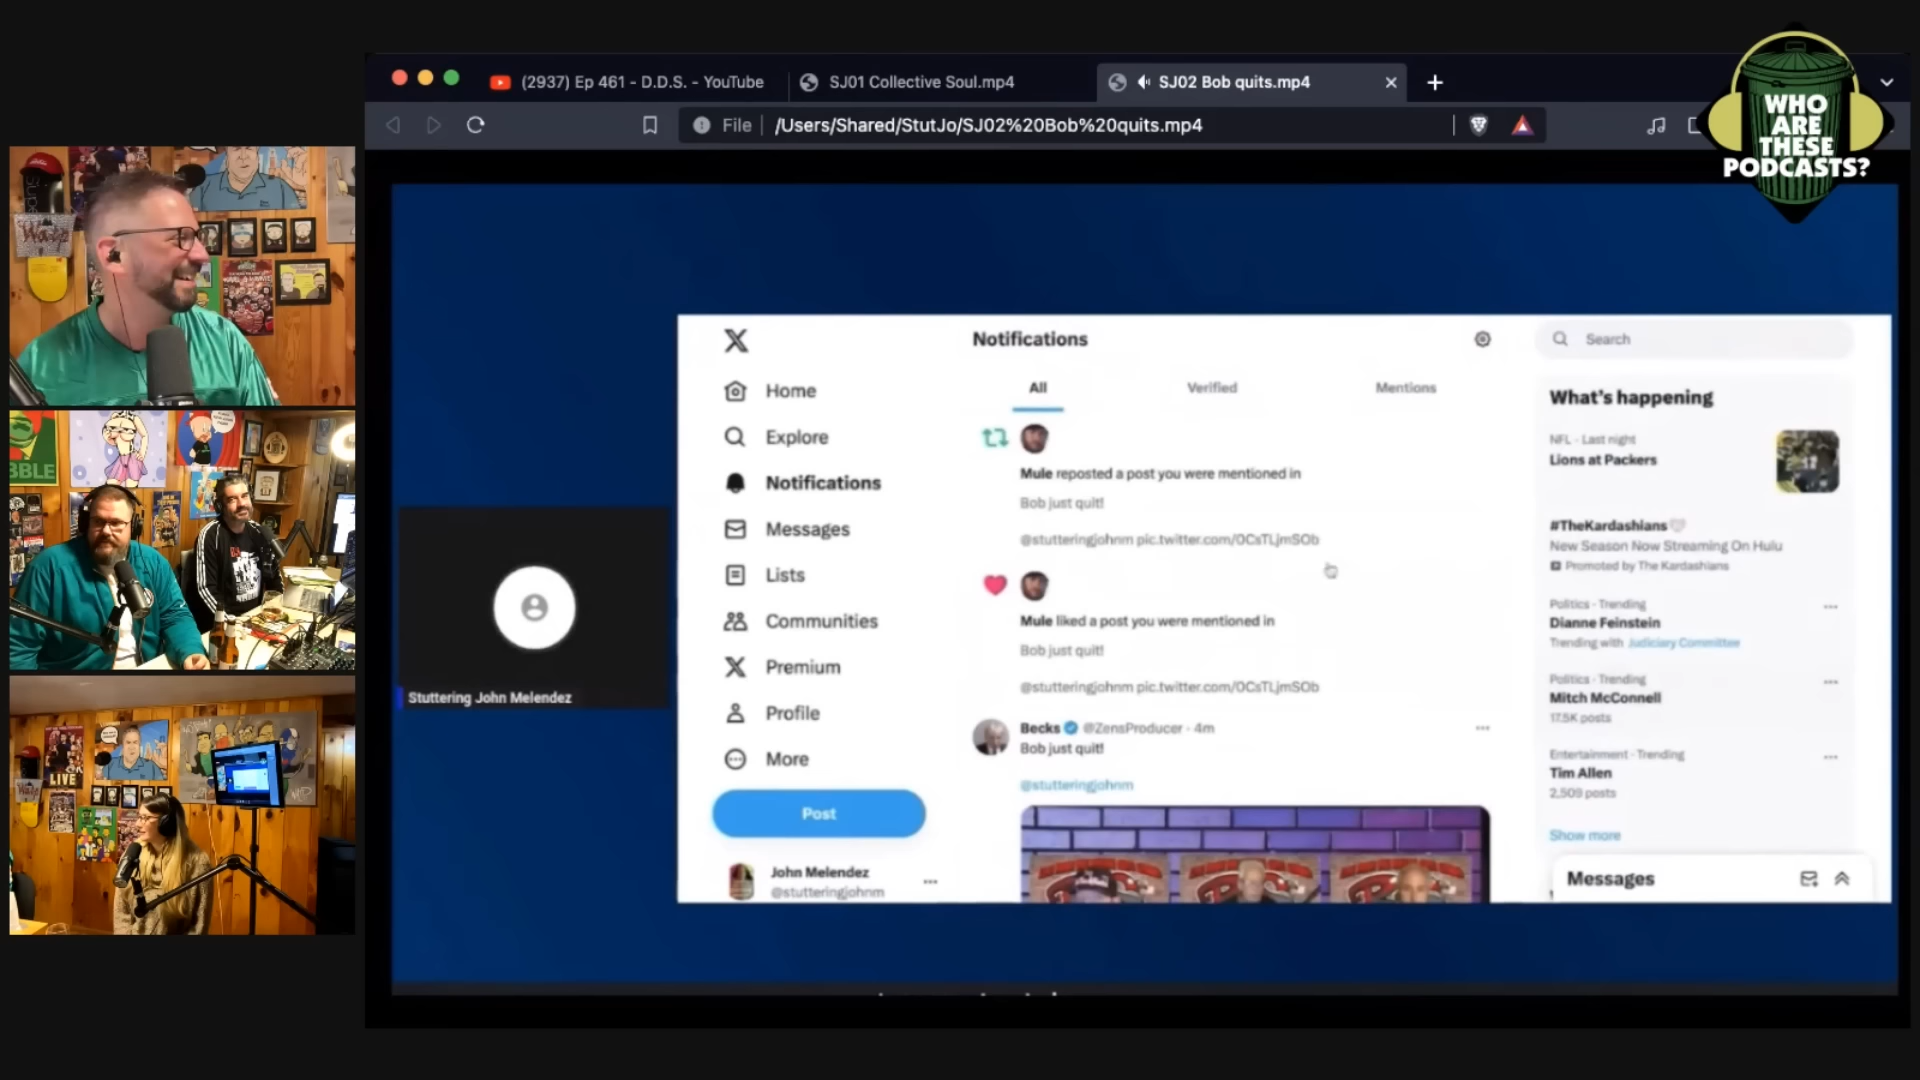 (2937) Ep 461 - D.D.S. - YouTube
SJ01 Collective Soul.mp4
SJ02 Bob quits.mp4
File
/Users/Shared/StutJo/SJ02%20Bob%20quits.mp4
WHO
ARE
THESE
PODCASTS?
BBLE
LIVE
Stuttering John Melendez
X
Home
Explore
Notifications
Messages
Lists
Communities
Premium
Profile
More
Post
John Melendez
@stutteringjohnm
Notifications
All
Verified
Mentions
Mule reposted a post you were mentioned in
Bob just quit!
@stutteringjohnm pic.twitter.com/0CsTLjmSOb
Mule liked a post you were mentioned in
Bob just quit!
@stutteringjohnm pic.twitter.com/0CsTLjmSOb
Becks @ZensProducer · 4m
Bob just quit!
@stutteringjohnm
Search
What's happening
NFL · Last night
Lions at Packers
#TheKardashians
New Season Now Streaming On Hulu
Promoted by The Kardashians
Politics · Trending
Dianne Feinstein
Trending with Judiciary Committee
Politics · Trending
Mitch McConnell
17.5K posts
Entertainment · Trending
Tim Allen
2,509 posts
Show more
Messages